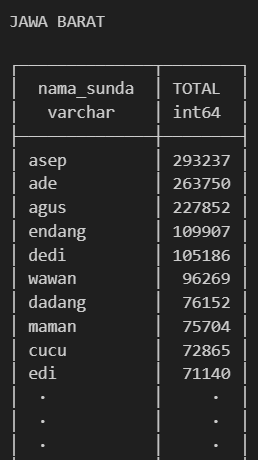 JAWA BARAT
nama_sunda TOTAL
varchar int64
asep 293237
ade 263750
agus 227852
endang 109907
dedi 105186
wawan 96269
dadang 76152
maman 75704
cucu 72865
edi 71140
· ·
· ·
· ·